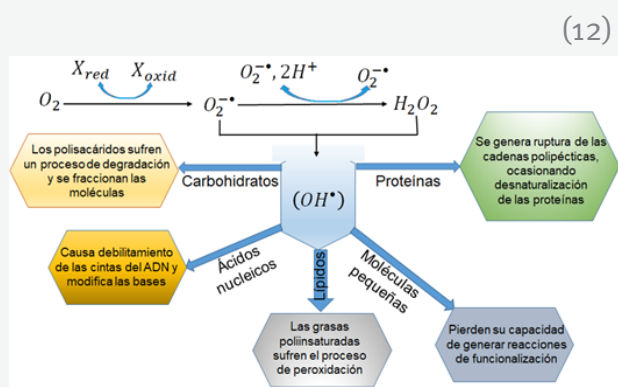 (12)
X_red X_oxid O₂⁻•, 2H⁺ O₂⁻•
O₂ O₂⁻• H₂O₂
Los polisacáridos sufren
un proceso de degradación
y se fraccionan las
moléculas
Carbohidratos
(OH•)
Proteínas
Se genera ruptura de las
cadenas polipécticas,
ocasionando
desnaturalización
de las proteínas
Causa debilitamiento
de las cintas del ADN y
modifica las bases
Ácidos
nucleicos
Lípidos
Moléculas
pequeñas
Las grasas
poliinsaturadas
sufren el proceso
de peroxidación
Pierden su capacidad
de generar reacciones
de funcionalización